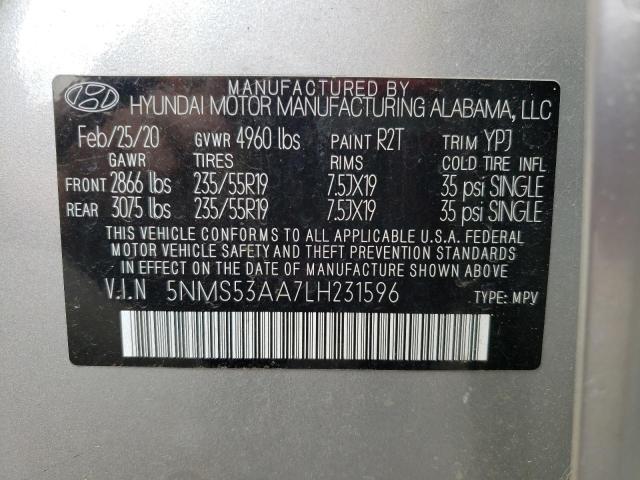 MANUFACTURED BY
HYUNDAI MOTOR MANUFACTURING ALABAMA, LLC
Feb/25/20 GVWR 4960 lbs PAINT R2T TRIM YPJ
GAWR TIRES RIMS COLD TIRE INFL
FRONT 2866 lbs 235/55R19 7.5JX19 35 psi SINGLE
REAR 3075 lbs 235/55R19 7.5JX19 35 psi SINGLE
THIS VEHICLE CONFORMS TO ALL APPLICABLE U.S.A. FEDERAL
MOTOR VEHICLE SAFETY AND THEFT PREVENTION STANDARDS
IN EFFECT ON THE DATE OF MANUFACTURE SHOWN ABOVE.
V.I.N 5NMS53AA7LH231596 TYPE: MPV